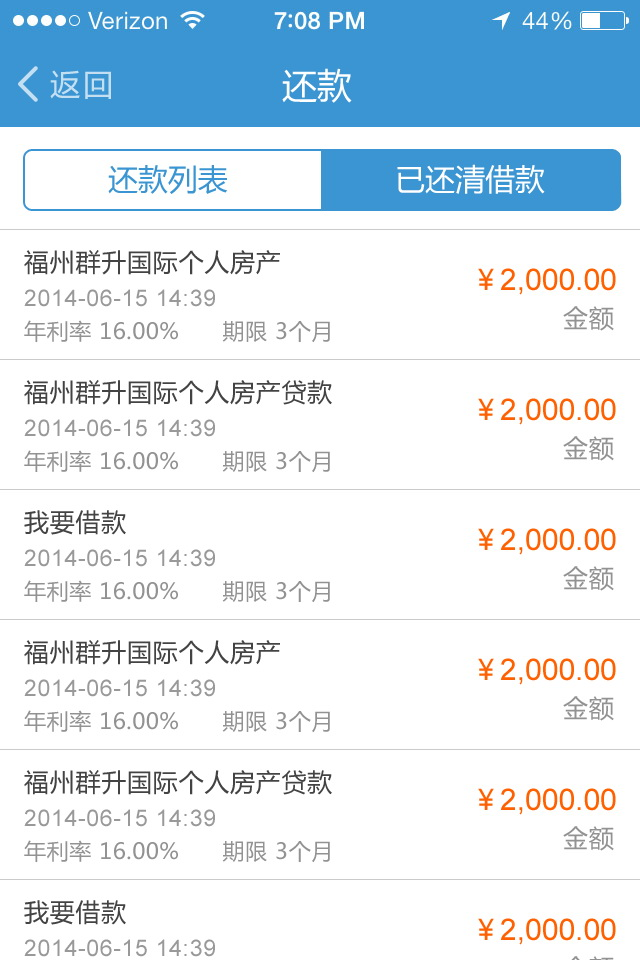 Verizon 7:08 PM 44%
返回 还款
还款列表 已还清借款
福州群升国际个人房产
2014-06-15 14:39
¥2,000.00
年利率 16.00% 期限 3个月
金额
福州群升国际个人房产贷款
2014-06-15 14:39
¥2,000.00
年利率 16.00% 期限 3个月
金额
我要借款
2014-06-15 14:39
¥2,000.00
年利率 16.00% 期限 3个月
金额
福州群升国际个人房产
2014-06-15 14:39
¥2,000.00
年利率 16.00% 期限 3个月
金额
福州群升国际个人房产贷款
2014-06-15 14:39
¥2,000.00
年利率 16.00% 期限 3个月
金额
我要借款
¥2,000.00
2014-06-15 14:39